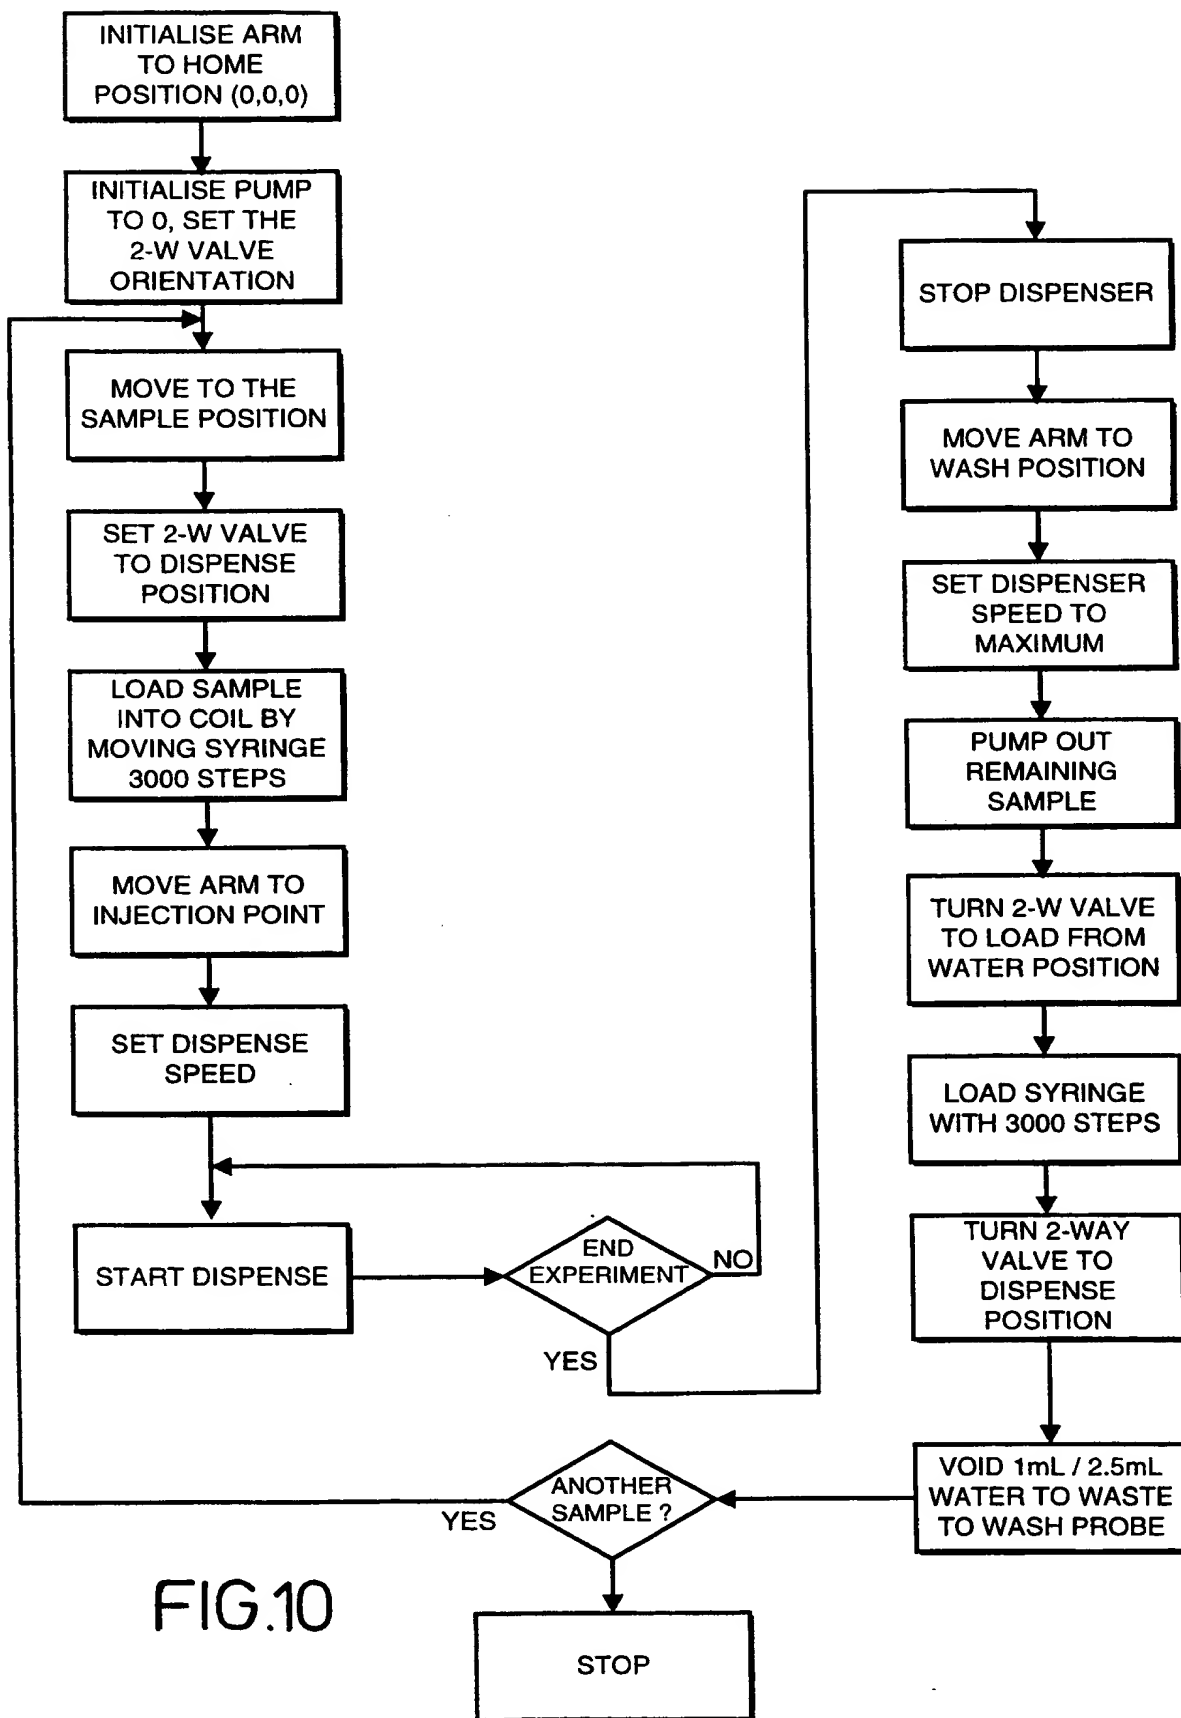 INITIALISE ARM
TO HOME
POSITION (0,0,0)
INITIALISE PUMP
TO 0, SET THE
2-W VALVE
ORIENTATION
MOVE TO THE
SAMPLE POSITION
SET 2-W VALVE
TO DISPENSE
POSITION
LOAD SAMPLE
INTO COIL BY
MOVING SYRINGE
3000 STEPS
MOVE ARM TO
INJECTION POINT
SET DISPENSE
SPEED
START DISPENSE
END
EXPERIMENT
NO
YES
STOP DISPENSER
MOVE ARM TO
WASH POSITION
SET DISPENSER
SPEED TO
MAXIMUM
PUMP OUT
REMAINING
SAMPLE
TURN 2-W VALVE
TO LOAD FROM
WATER POSITION
LOAD SYRINGE
WITH 3000 STEPS
TURN 2-WAY
VALVE TO
DISPENSE
POSITION
VOID 1mL / 2.5mL
WATER TO WASTE
TO WASH PROBE
ANOTHER
SAMPLE ?
YES
STOP
FIG.10